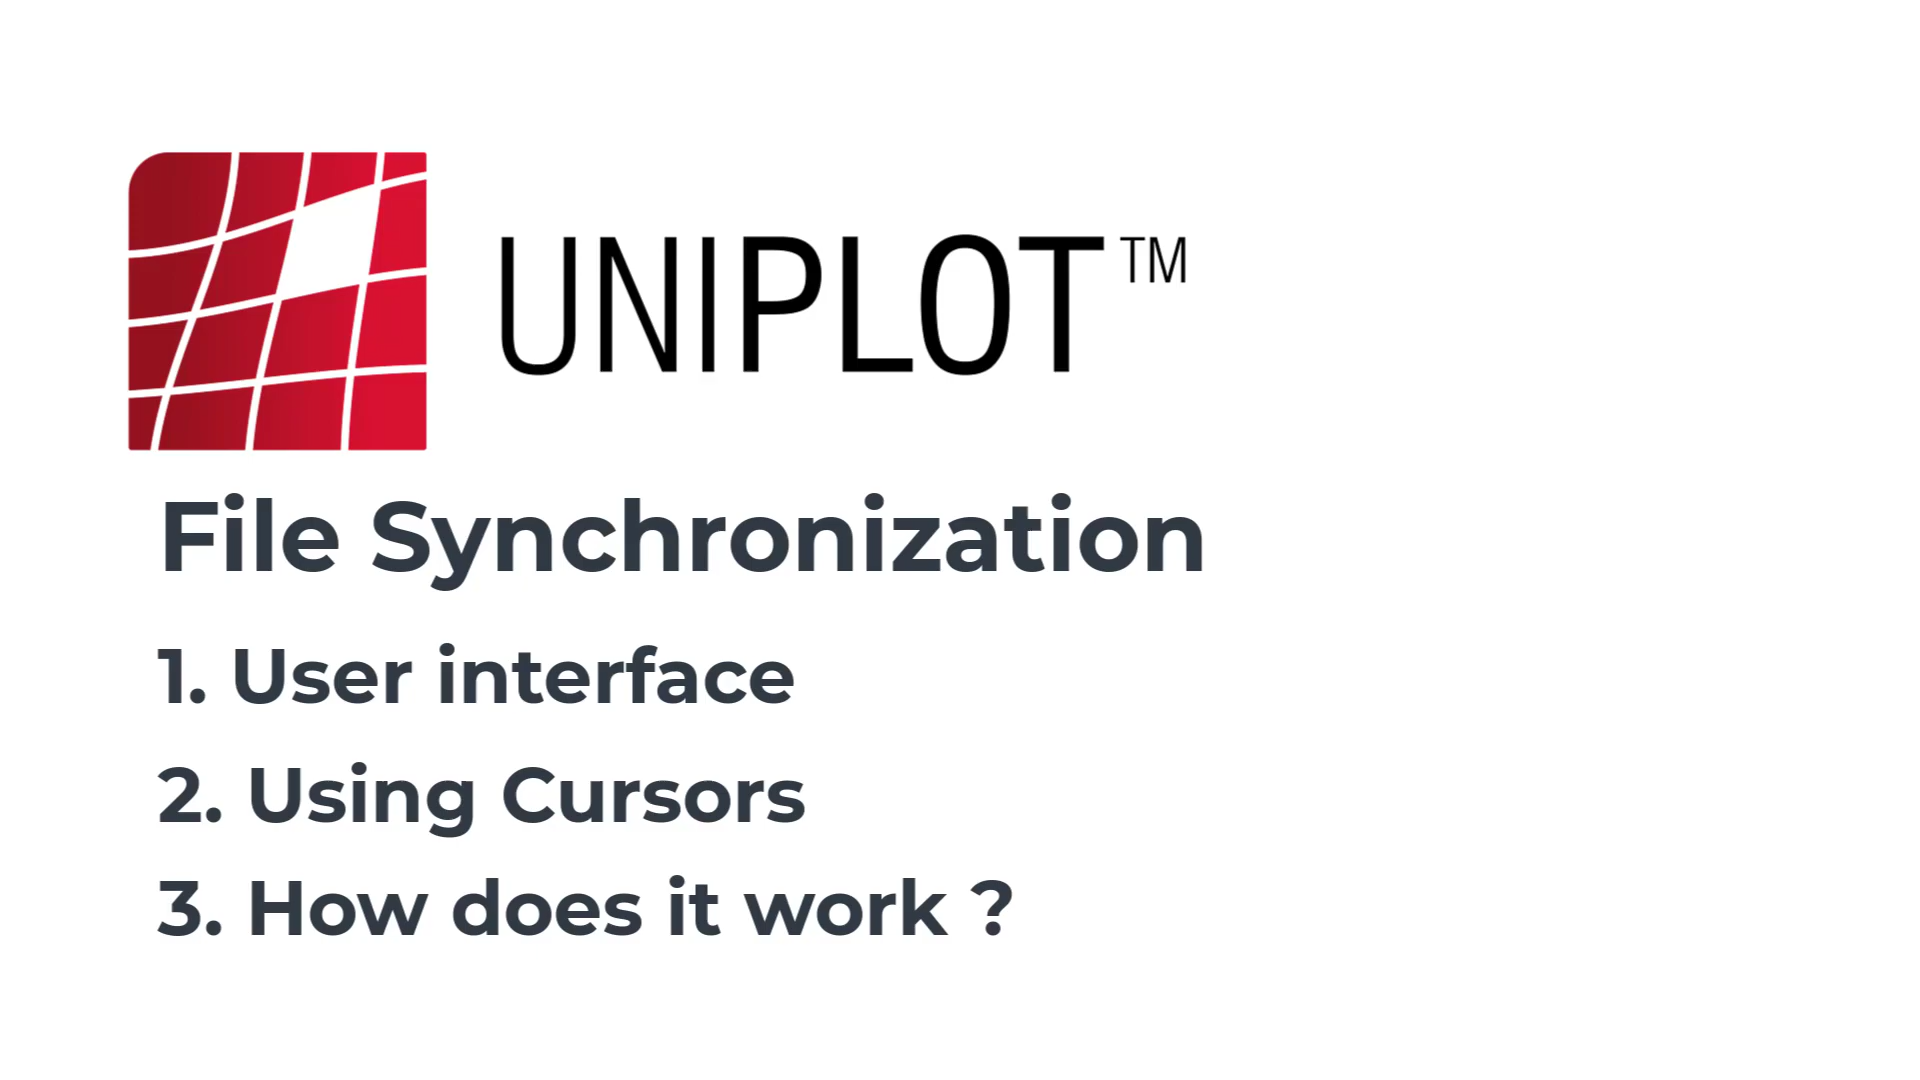 UNIPLOT™
File Synchronization
1. User interface
2. Using Cursors
3. How does it work ?